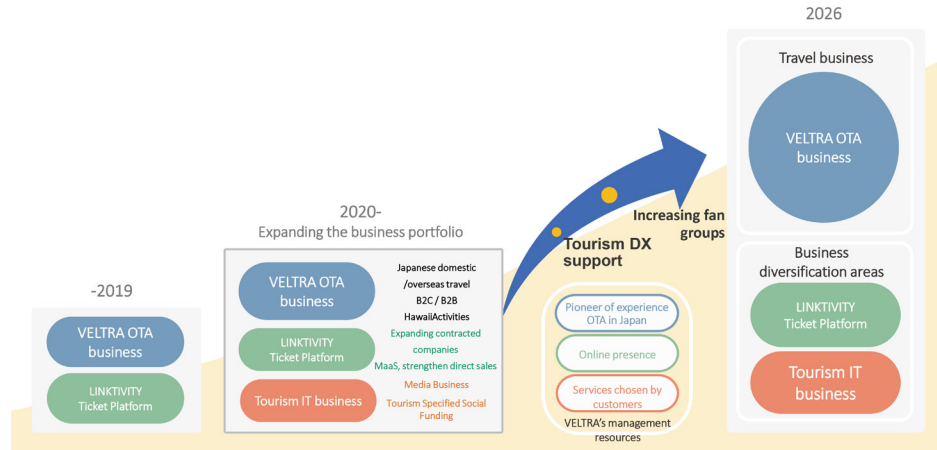 -2019
VELTRA OTA
business
LINKTIVITY
Ticket Platform
2020-
Expanding the business portfolio
VELTRA OTA
business
LINKTIVITY
Ticket Platform
Tourism IT business
Japanese domestic
/overseas travel
B2C / B2B
HawaiiActivities
Expanding contracted
companies
MaaS, strengthen direct sales
Media Business
Tourism Specified Social
Funding
Tourism DX
support
Increasing fan
groups
Pioneer of experience
OTA in Japan
Online presence
Services chosen by
customers
VELTRA's management
resources
2026
Travel business
VELTRA OTA
business
Business
diversification areas
LINKTIVITY
Ticket Platform
Tourism IT
business